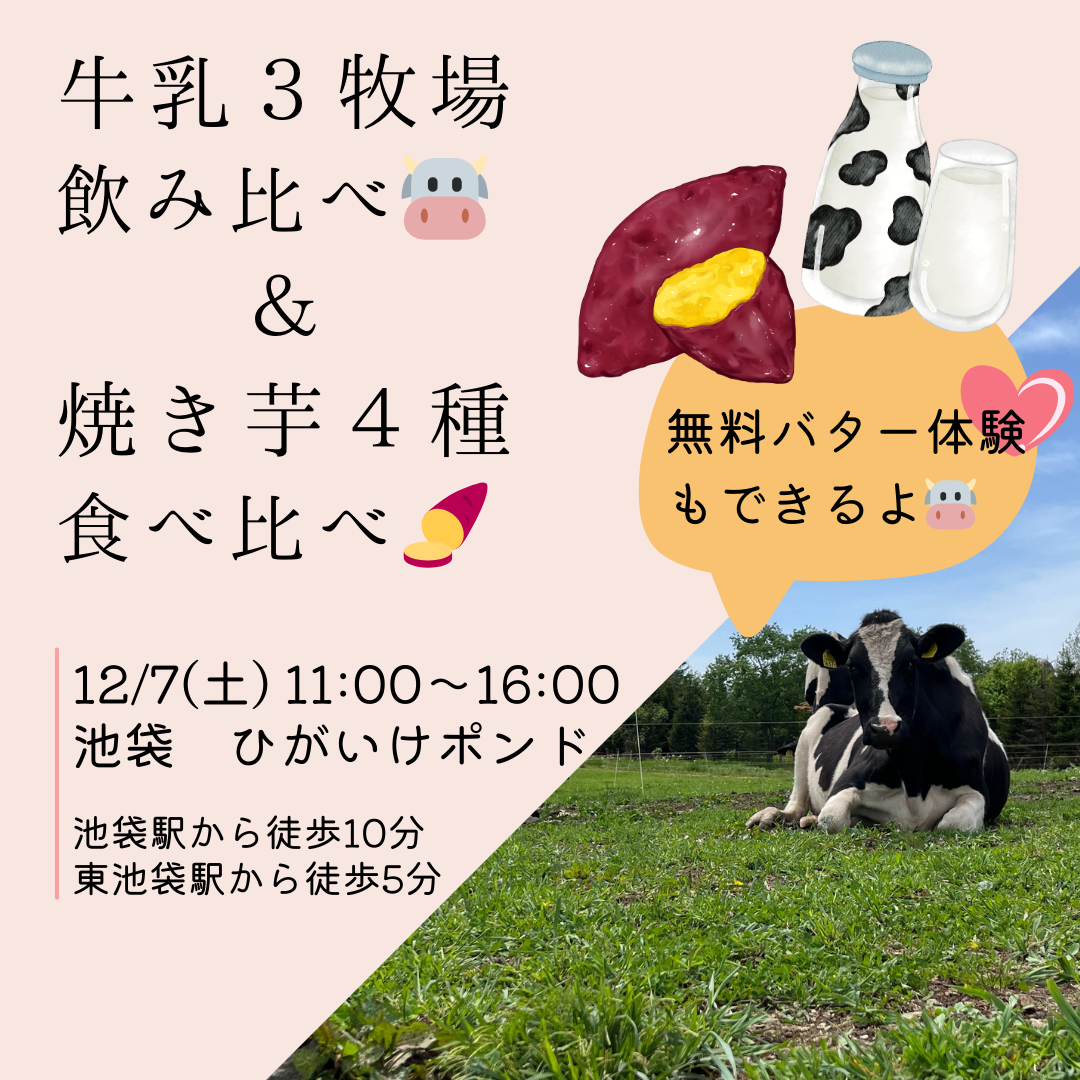 牛乳３牧場
飲み比べ🐮
&
焼き芋４種
食べ比べ🍠
無料バター体験
もできるよ🐮
12/7(土) 11:00〜16:00
池袋　ひがいけポンド
池袋駅から徒歩10分
東池袋駅から徒歩5分